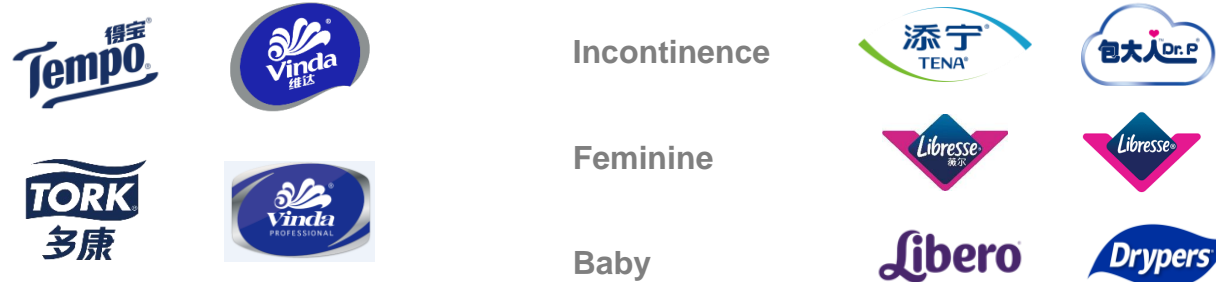 得宝®
Tempo®
Vinda®
维达
TORK®
多康
Vinda®
PROFESSIONAL
Incontinence
添宁®
TENA®
包大人® Dr.P®
Feminine
Libresse®
薇尔
Libresse®
Baby
Libero®
Drypers